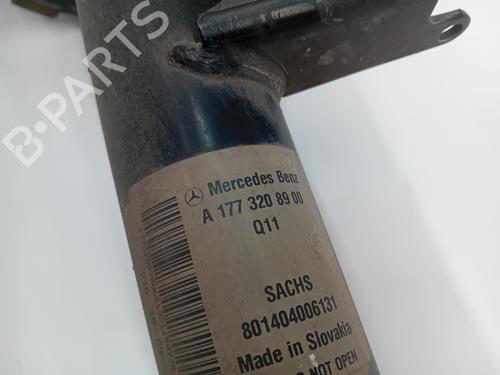 B-PARTS
Mercedes Benz
A 177 320 89 00
Q11
SACHS
801404006131
Made in Slovakia
NOT OPEN